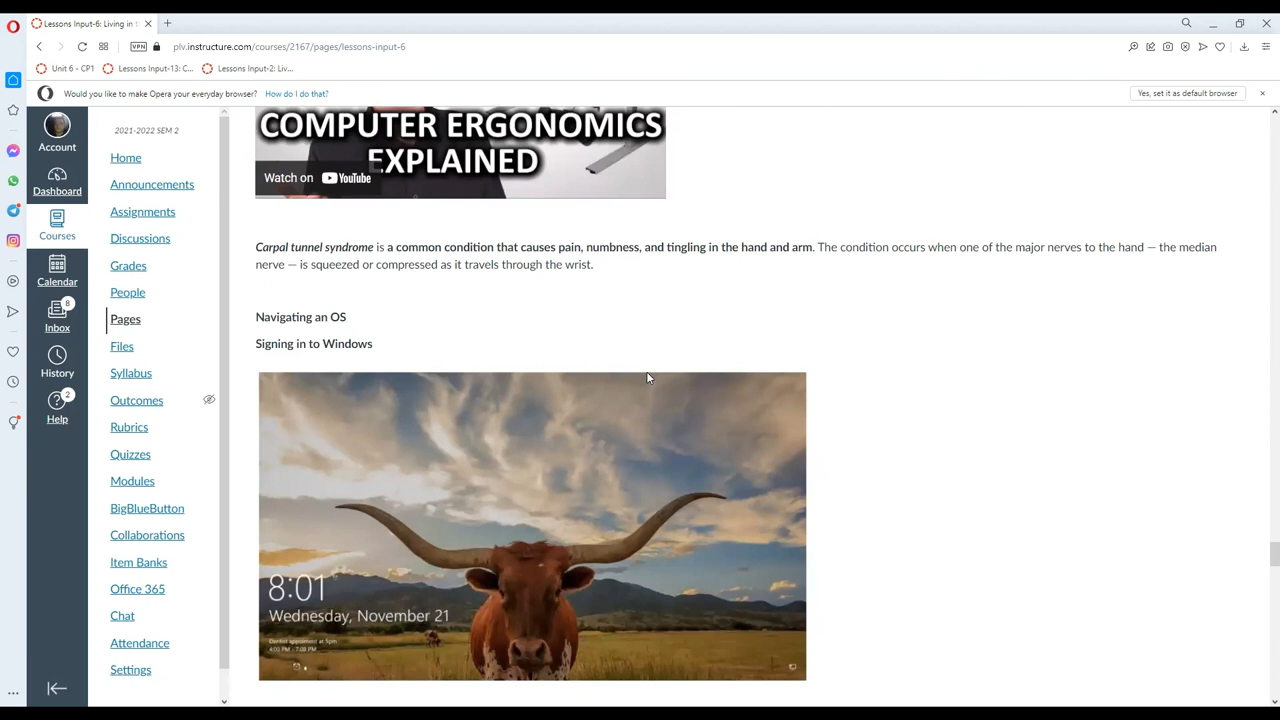 Lessons Input-6: Living in
plv.instructure.com/courses/2167/pages/lessons-input-6
VPN
Unit 6 – CP1
Lessons Input-13: C...
Lessons Input-2: Liv...
Would you like to make Opera your everyday browser?
How do I do that?
Yes, set it as default browser
Account
Dashboard
Courses
Calendar
8
Inbox
History
2
Help
2021-2022 SEM 2
Home
Announcements
Assignments
Discussions
Grades
People
Pages
Files
Syllabus
Outcomes
Rubrics
Quizzes
Modules
BigBlueButton
Collaborations
Item Banks
Office 365
Chat
Attendance
Settings
COMPUTER ERGONOMICS
EXPLAINED
Watch on YouTube
Carpal tunnel syndrome is a common condition that causes pain, numbness, and tingling in the hand and arm. The condition occurs when one of the major nerves to the hand — the median
nerve — is squeezed or compressed as it travels through the wrist.
Navigating an OS
Signing in to Windows
8:01
Wednesday, November 21
4:00 PM - 7:00 PM